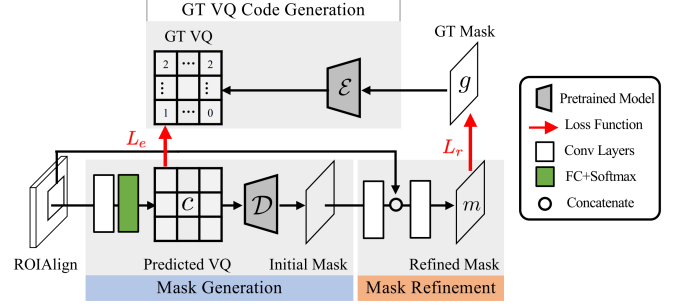 GT VQ Code Generation
GT VQ
GT Mask
2 ··· 2
⋮ ⋮
1 ··· 0
ℰ
g
Pretrained Model
Loss Function
Conv Layers
FC+Softmax
Concatenate
L_e
L_r
c
𝒟
m
ROIAlign
Predicted VQ
Initial Mask
Refined Mask
Mask Generation
Mask Refinement